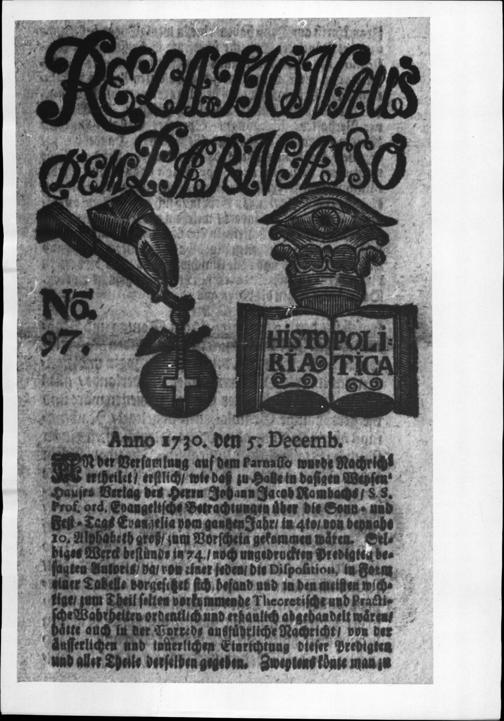 RELATION AUS
DEM PARNASSO
No.
97.
HISTO POLI-
RIA TICA
Anno 1730. den 5. Decemb.
IN der Versamlung auf dem Parnasso wurde Nachricht
ertheilet/ erstlich/ wie daß zu Halle in dasigen Weysen-
Hauses Verlag des Herrn Johann Jacob Rambachs/ S. S.
Prof. ord. Evangelische Betrachtungen über die Sonn- und
Fest-Tags Evangelia vom gantzen Jahr/ in 4to/ von beynahe
10. Alphabeth groß/ zum Vorschein gekommen wären. Sel-
biges Werck bestünde in 74./ noch ungedruckten Predigten be-
sagten Autoris/ da/ von einer jeden/ die Disposition, in Form
einer Tabelle vorgesetzet sich, befand und in den meisten wich-
tige/ zum Theil selten vorkommende Theoretische und Practi-
sche Wahrheiten ordentlich und erbaulich abgehandelt wären/
hätte auch in der Vorrede ausführliche Nachricht/ von der
äusserlichen und innerlichen Einrichtung dieser Predigten
und aller Theile derselben gegeben. Zweytens könte man zu